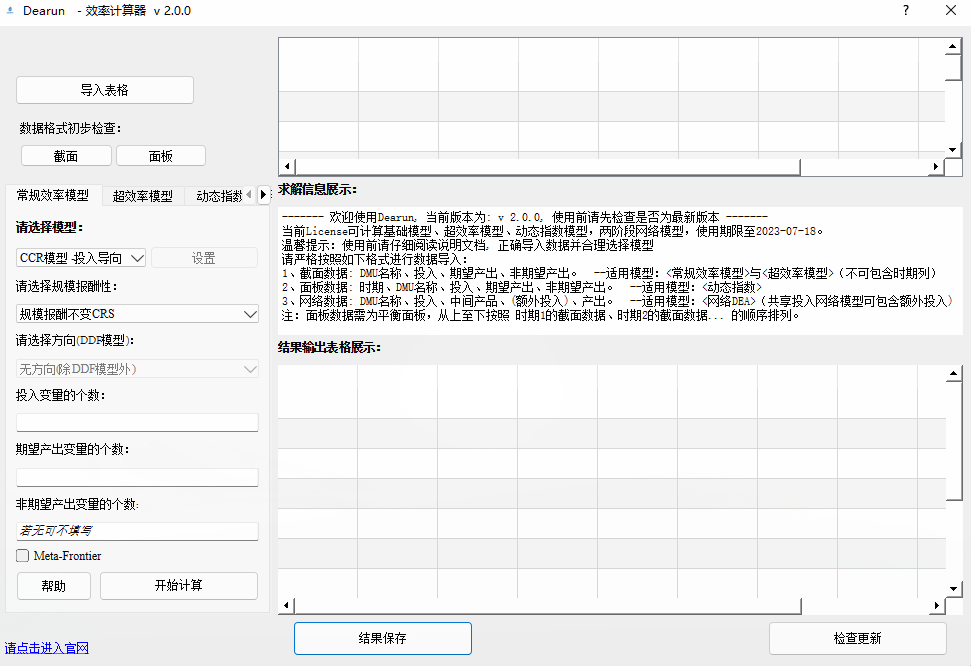 Dearun - 效率计算器 v 2.0.0
?
导入表格
数据格式初步检查:
截面
面板
常规效率模型
超效率模型
动态指数
请选择模型:
CCR模型-投入导向
设置
请选择规模报酬性:
规模报酬不变CRS
请选择方向(DDF模型):
无方向(除DDF模型外)
投入变量的个数:
期望产出变量的个数:
非期望产出变量的个数:
若无可不填写
Meta-Frontier
帮助
开始计算
请点击进入官网
求解信息展示:
------- 欢迎使用Dearun, 当前版本为: v 2.0.0, 使用前请先检查是否为最新版本 -------
当前License可计算基础模型、超效率模型、动态指数模型，两阶段网络模型，使用期限至2023-07-18。
温馨提示: 使用前请仔细阅读说明文档, 正确导入数据并合理选择模型
请严格按照如下格式进行数据导入:
1、截面数据: DMU名称、投入、期望产出、非期望产出。 --适用模型: <常规效率模型>与<超效率模型>（不可包含时期列）
2、面板数据: 时期、DMU名称、投入、期望产出、非期望产出。 --适用模型: <动态指数>
3、网络数据: DMU名称、投入、中间产品、(额外投入)、产出。 --适用模型: <网络DEA>（共享投入网络模型可包含额外投入）
注: 面板数据需为平衡面板，从上至下按照 时期1的截面数据、时期2的截面数据... 的顺序排列。
结果输出表格展示:
结果保存
检查更新